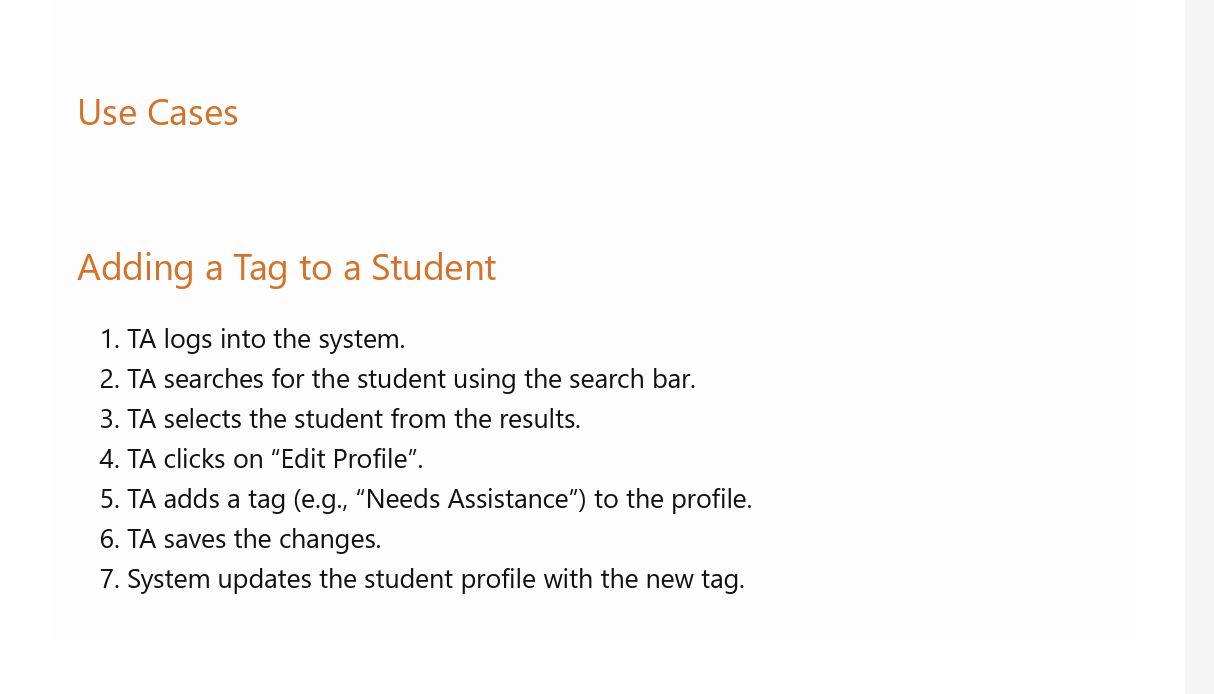 Use Cases
Adding a Tag to a Student
1. TA logs into the system.
2. TA searches for the student using the search bar.
3. TA selects the student from the results.
4. TA clicks on “Edit Profile”.
5. TA adds a tag (e.g., “Needs Assistance”) to the profile.
6. TA saves the changes.
7. System updates the student profile with the new tag.